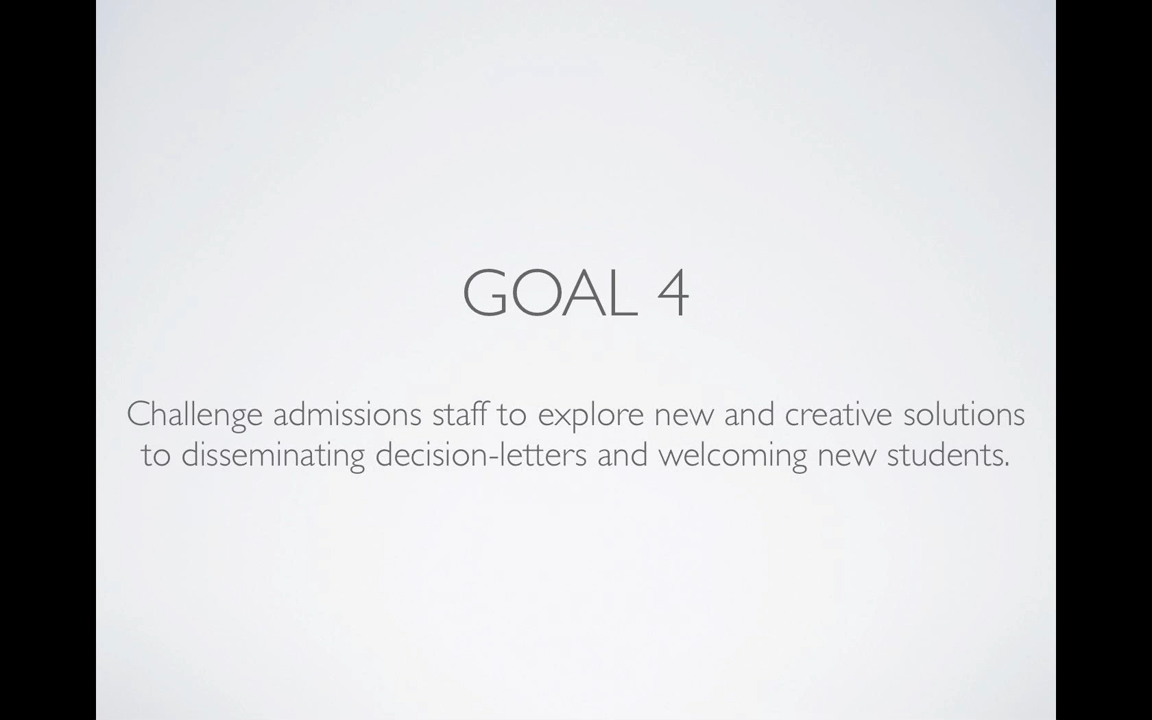 GOAL 4
Challenge admissions staff to explore new and creative solutions
to disseminating decision-letters and welcoming new students.